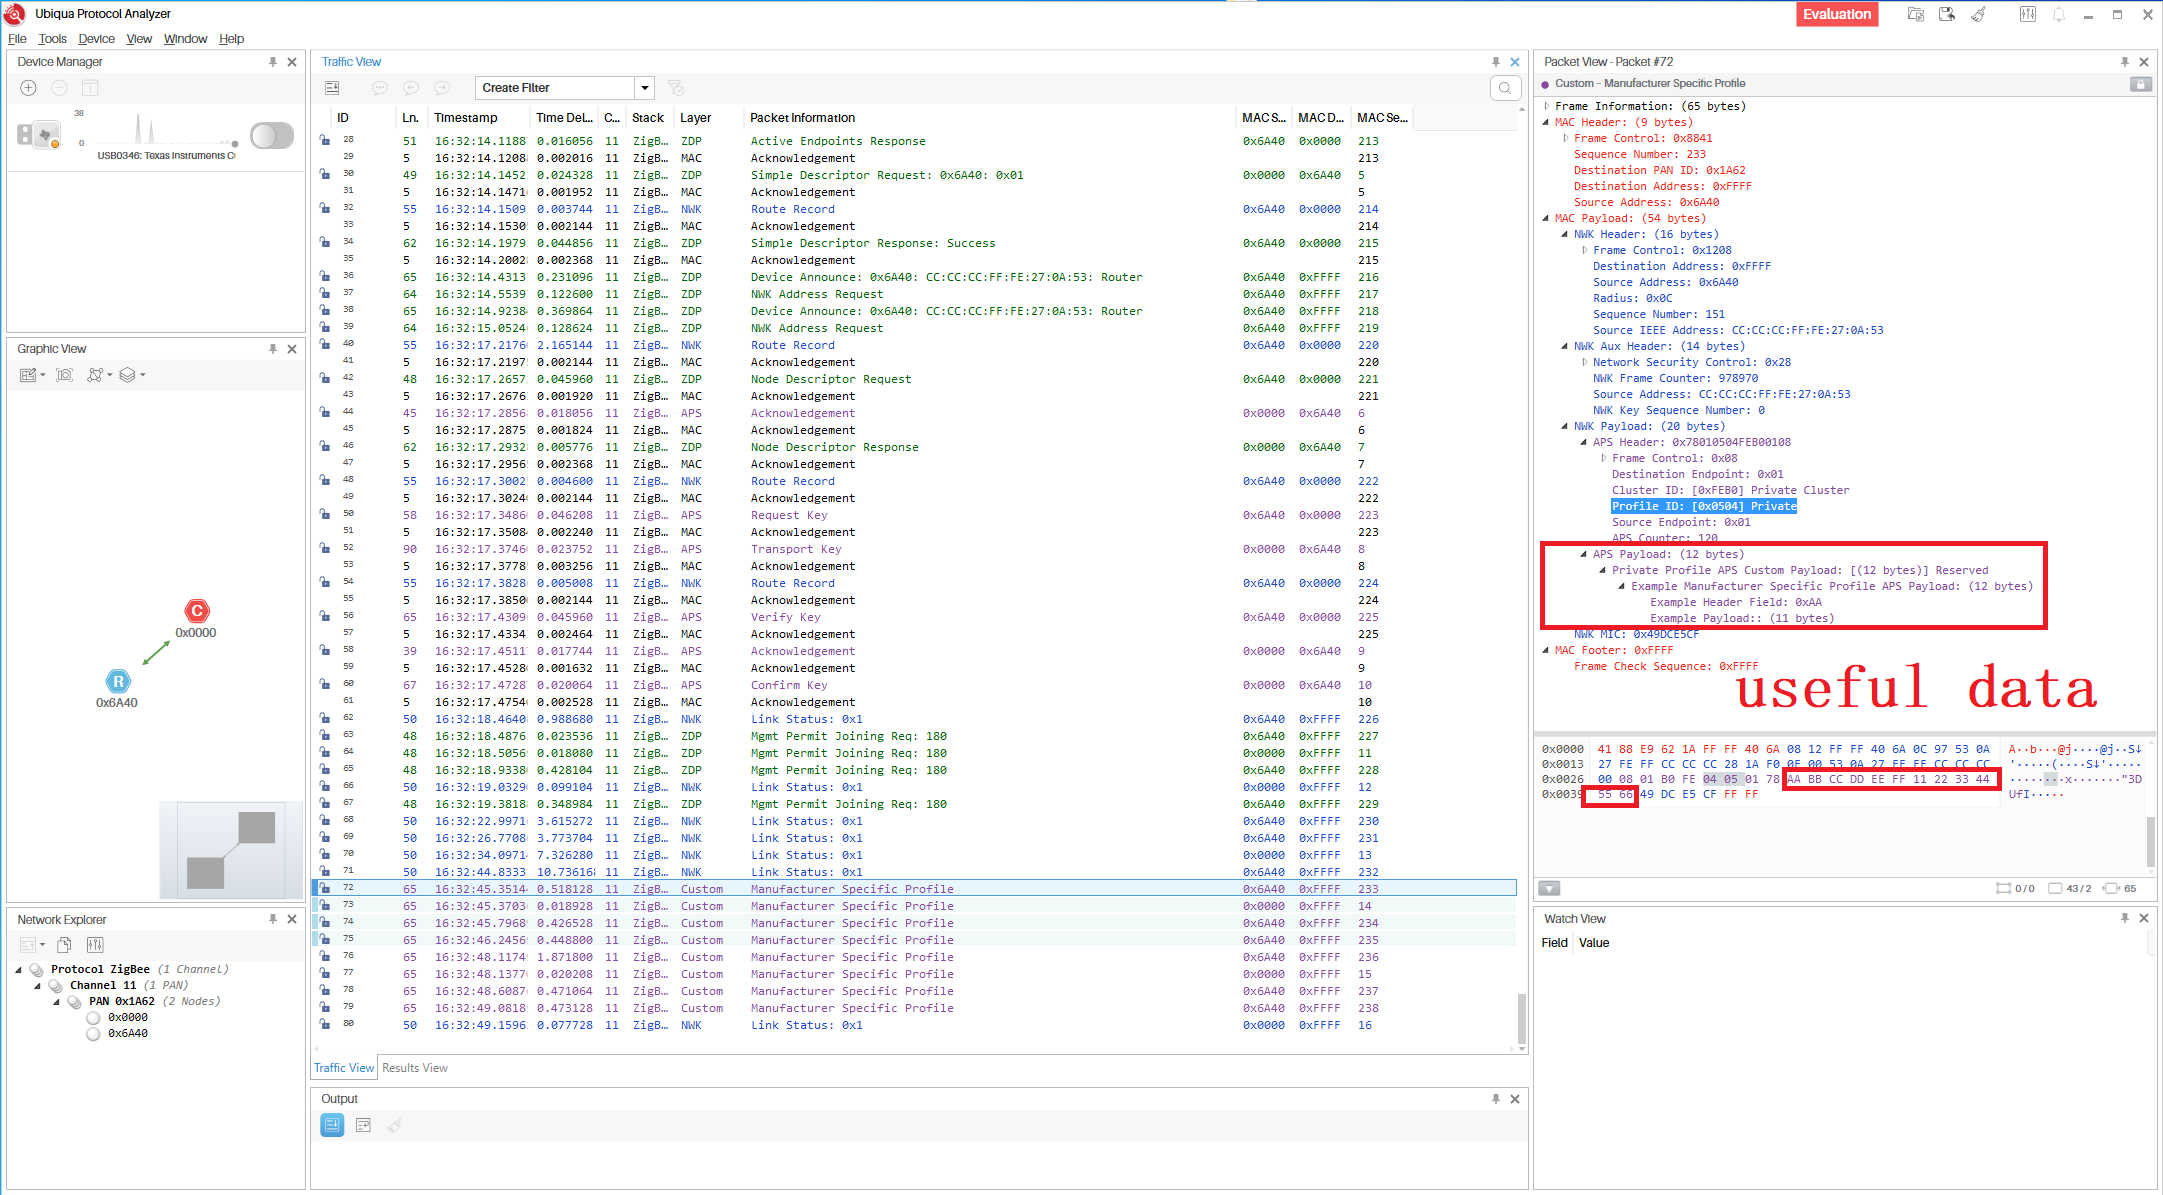 Ubiqua Protocol Analyzer
Evaluation
File Tools Device View Window Help
Device Manager
38
0
USB0346: Texas Instruments C
Graphic View
C
0x0000
R
0x6A40
Network Explorer
Protocol ZigBee (1 Channel)
Channel 11 (1 PAN)
PAN 0x1A62 (2 Nodes)
0x0000
0x6A40
Traffic View
Create Filter
ID Ln. Timestamp Time Del... C... Stack Layer Packet Information MAC S... MAC D... MAC Se...
28 51 16:32:14.1188 0.016056 11 ZigB... ZDP Active Endpoints Response 0x6A40 0x0000 213
29 5 16:32:14.1208 0.002016 11 ZigB... MAC Acknowledgement 213
30 49 16:32:14.1452 0.024328 11 ZigB... ZDP Simple Descriptor Request: 0x6A40: 0x01 0x0000 0x6A40 5
31 5 16:32:14.1471 0.001952 11 ZigB... MAC Acknowledgement 5
32 55 16:32:14.1509 0.003744 11 ZigB... NWK Route Record 0x6A40 0x0000 214
33 5 16:32:14.1530 0.002144 11 ZigB... MAC Acknowledgement 214
34 62 16:32:14.1979 0.044856 11 ZigB... ZDP Simple Descriptor Response: Success 0x6A40 0x0000 215
35 5 16:32:14.2002 0.002368 11 ZigB... MAC Acknowledgement 215
36 65 16:32:14.4313 0.231096 11 ZigB... ZDP Device Announce: 0x6A40: CC:CC:CC:FF:FE:27:0A:53: Router 0x6A40 0xFFFF 216
37 64 16:32:14.5539 0.122600 11 ZigB... ZDP NWK Address Request 0x6A40 0xFFFF 217
38 65 16:32:14.9238 0.369864 11 ZigB... ZDP Device Announce: 0x6A40: CC:CC:CC:FF:FE:27:0A:53: Router 0x6A40 0xFFFF 218
39 64 16:32:15.0524 0.128624 11 ZigB... ZDP NWK Address Request 0x6A40 0xFFFF 219
40 55 16:32:17.2176 2.165144 11 ZigB... NWK Route Record 0x6A40 0x0000 220
41 5 16:32:17.2197 0.002144 11 ZigB... MAC Acknowledgement 220
42 48 16:32:17.2657 0.045960 11 ZigB... ZDP Node Descriptor Request 0x6A40 0x0000 221
43 5 16:32:17.2676 0.001920 11 ZigB... MAC Acknowledgement 221
44 45 16:32:17.2856 0.018056 11 ZigB... APS Acknowledgement 0x0000 0x6A40 6
45 5 16:32:17.2875 0.001824 11 ZigB... MAC Acknowledgement 6
46 62 16:32:17.2932 0.005776 11 ZigB... ZDP Node Descriptor Response 0x0000 0x6A40 7
47 5 16:32:17.2956 0.002368 11 ZigB... MAC Acknowledgement 7
48 55 16:32:17.3002 0.004600 11 ZigB... NWK Route Record 0x6A40 0x0000 222
49 5 16:32:17.3024 0.002144 11 ZigB... MAC Acknowledgement 222
50 58 16:32:17.3486 0.046208 11 ZigB... APS Request Key 0x6A40 0x0000 223
51 5 16:32:17.3508 0.002240 11 ZigB... MAC Acknowledgement 223
52 90 16:32:17.3746 0.023752 11 ZigB... APS Transport Key 0x0000 0x6A40 8
53 5 16:32:17.3778 0.003256 11 ZigB... MAC Acknowledgement 8
54 55 16:32:17.3828 0.005008 11 ZigB... NWK Route Record 0x6A40 0x0000 224
55 5 16:32:17.3850 0.002144 11 ZigB... MAC Acknowledgement 224
56 65 16:32:17.4309 0.045960 11 ZigB... APS Verify Key 0x6A40 0x0000 225
57 5 16:32:17.4334 0.002464 11 ZigB... MAC Acknowledgement 225
58 39 16:32:17.4511 0.017744 11 ZigB... APS Acknowledgement 0x0000 0x6A40 9
59 5 16:32:17.4528 0.001632 11 ZigB... MAC Acknowledgement 9
60 67 16:32:17.4728 0.020064 11 ZigB... APS Confirm Key 0x0000 0x6A40 10
61 5 16:32:17.4754 0.002528 11 ZigB... MAC Acknowledgement 10
62 50 16:32:18.4640 0.988680 11 ZigB... NWK Link Status: 0x1 0x6A40 0xFFFF 226
63 48 16:32:18.4876 0.023536 11 ZigB... ZDP Mgmt Permit Joining Req: 180 0x6A40 0xFFFF 227
64 48 16:32:18.5056 0.018080 11 ZigB... ZDP Mgmt Permit Joining Req: 180 0x0000 0xFFFF 11
65 48 16:32:18.9338 0.428104 11 ZigB... ZDP Mgmt Permit Joining Req: 180 0x6A40 0xFFFF 228
66 50 16:32:19.0329 0.099104 11 ZigB... NWK Link Status: 0x1 0x0000 0xFFFF 12
67 48 16:32:19.3818 0.348984 11 ZigB... ZDP Mgmt Permit Joining Req: 180 0x6A40 0xFFFF 229
68 50 16:32:22.9971 3.615272 11 ZigB... NWK Link Status: 0x1 0x6A40 0xFFFF 230
69 50 16:32:26.7708 3.773704 11 ZigB... NWK Link Status: 0x1 0x6A40 0xFFFF 231
70 50 16:32:34.0971 7.326280 11 ZigB... NWK Link Status: 0x1 0x0000 0xFFFF 13
71 50 16:32:44.8333 10.736168 11 ZigB... NWK Link Status: 0x1 0x6A40 0xFFFF 232
72 65 16:32:45.3514 0.518128 11 ZigB... Custom Manufacturer Specific Profile 0x6A40 0xFFFF 233
73 65 16:32:45.3703 0.018928 11 ZigB... Custom Manufacturer Specific Profile 0x0000 0xFFFF 14
74 65 16:32:45.7968 0.426528 11 ZigB... Custom Manufacturer Specific Profile 0x6A40 0xFFFF 234
75 65 16:32:46.2456 0.448800 11 ZigB... Custom Manufacturer Specific Profile 0x6A40 0xFFFF 235
76 65 16:32:48.1174 1.871800 11 ZigB... Custom Manufacturer Specific Profile 0x6A40 0xFFFF 236
77 65 16:32:48.1377 0.020208 11 ZigB... Custom Manufacturer Specific Profile 0x0000 0xFFFF 15
78 65 16:32:48.6087 0.471064 11 ZigB... Custom Manufacturer Specific Profile 0x6A40 0xFFFF 237
79 65 16:32:49.0818 0.473128 11 ZigB... Custom Manufacturer Specific Profile 0x6A40 0xFFFF 238
80 50 16:32:49.1596 0.077728 11 ZigB... NWK Link Status: 0x1 0x0000 0xFFFF 16
Traffic View Results View
Output
Packet View - Packet #72
Custom - Manufacturer Specific Profile
Frame Information: (65 bytes)
MAC Header: (9 bytes)
Frame Control: 0x8841
Sequence Number: 233
Destination PAN ID: 0x1A62
Destination Address: 0xFFFF
Source Address: 0x6A40
MAC Payload: (54 bytes)
NWK Header: (16 bytes)
Frame Control: 0x1208
Destination Address: 0xFFFF
Source Address: 0x6A40
Radius: 0x0C
Sequence Number: 151
Source IEEE Address: CC:CC:CC:FF:FE:27:0A:53
NWK Aux Header: (14 bytes)
Network Security Control: 0x28
NWK Frame Counter: 978970
Source Address: CC:CC:CC:FF:FE:27:0A:53
NWK Key Sequence Number: 0
NWK Payload: (20 bytes)
APS Header: 0x78010504FEB00108
Frame Control: 0x08
Destination Endpoint: 0x01
Cluster ID: [0xFEB0] Private Cluster
Profile ID: [0x0504] Private
Source Endpoint: 0x01
APS Counter: 120
APS Payload: (12 bytes)
Private Profile APS Custom Payload: [(12 bytes)] Reserved
Example Manufacturer Specific Profile APS Payload: (12 bytes)
Example Header Field: 0xAA
Example Payload:: (11 bytes)
NWK MIC: 0x49DCE5CF
MAC Footer: 0xFFFF
Frame Check Sequence: 0xFFFF
useful data
0x0000 41 88 E9 62 1A FF FF 40 6A 08 12 FF FF 40 6A 0C 97 53 0A A··b···@j····@j··S↓
0x0013 27 FE FF CC CC CC 28 1A F0 0E 00 53 0A 27 FE FF CC CC CC '·····(····S↓'·····
0x0026 00 08 01 B0 FE 04 05 01 78 AA BB CC DD EE FF 11 22 33 44 ········x·······"3D
0x0039 55 66 49 DC E5 CF FF FF UfI·····
0 / 0 43 / 2 65
Watch View
Field Value